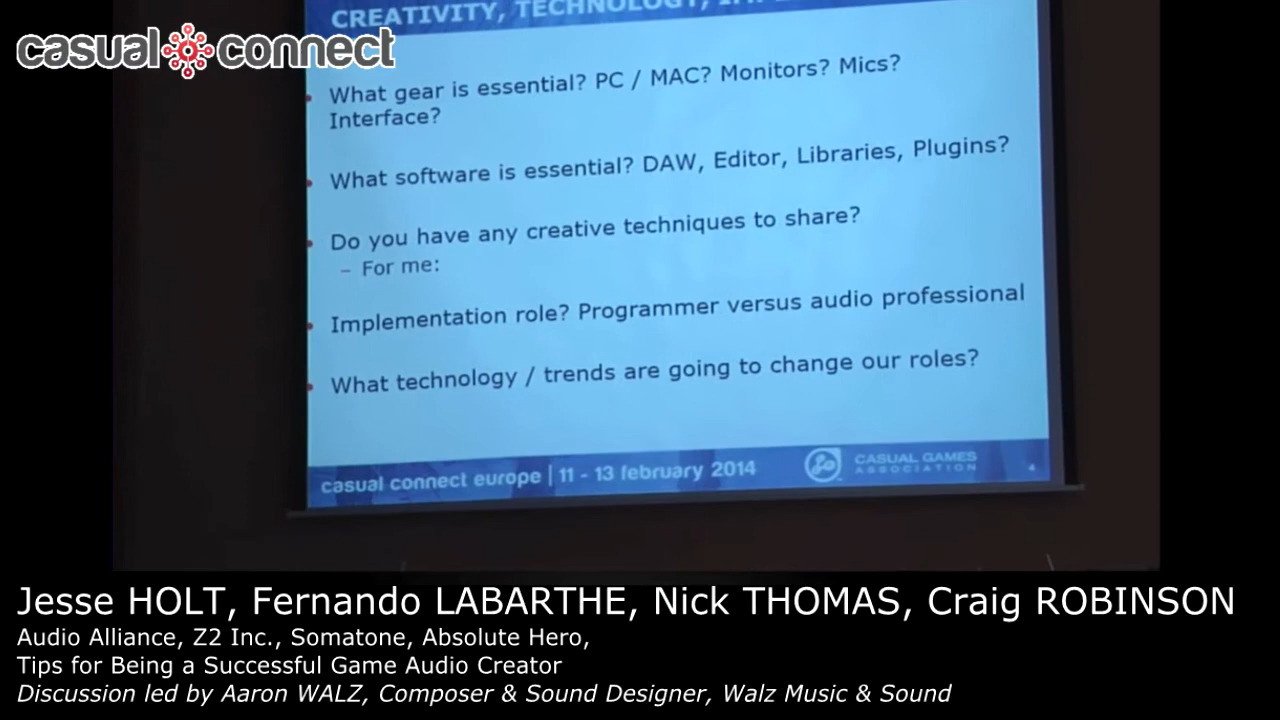 CREATIVITY, TECHNOLOGY,
casual connect
What gear is essential? PC / MAC? Monitors? Mics?
Interface?
What software is essential? DAW, Editor, Libraries, Plugins?
Do you have any creative techniques to share?
– For me:
Implementation role? Programmer versus audio professional
What technology / trends are going to change our roles?
casual connect europe | 11 - 13 february 2014
CASUAL GAMES
ASSOCIATION
4
Jesse HOLT, Fernando LABARTHE, Nick THOMAS, Craig ROBINSON
Audio Alliance, Z2 Inc., Somatone, Absolute Hero,
Tips for Being a Successful Game Audio Creator
Discussion led by Aaron WALZ, Composer & Sound Designer, Walz Music & Sound